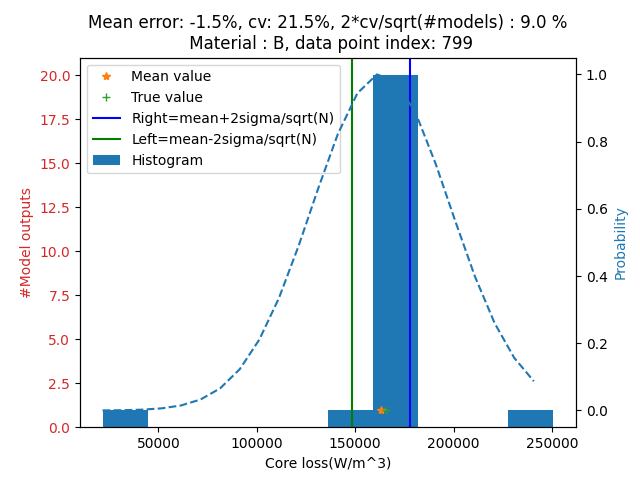 Mean error: -1.5%, cv: 21.5%, 2*cv/sqrt(#models) : 9.0 %
Material : B, data point index: 799
Mean value
True value
Right=mean+2sigma/sqrt(N)
Left=mean-2sigma/sqrt(N)
Histogram
20.0
17.5
15.0
12.5
10.0
7.5
5.0
2.5
0.0
#Model outputs
1.0
0.8
0.6
0.4
0.2
0.0
Probability
50000
100000
150000
200000
250000
Core loss(W/m^3)